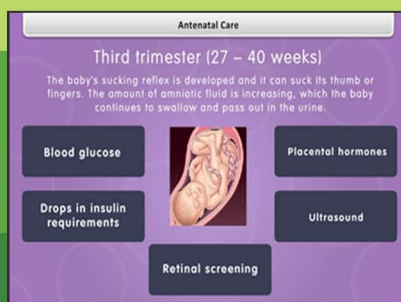 Antenatal Care
Third trimester (27 – 40 weeks)
The baby's sucking reflex is developed and it can suck its thumb or
fingers. The amount of amniotic fluid is increasing, which the baby
continues to swallow and pass out in the urine.
Blood glucose
Placental hormones
Drops in insulin
requirements
Ultrasound
Retinal screening